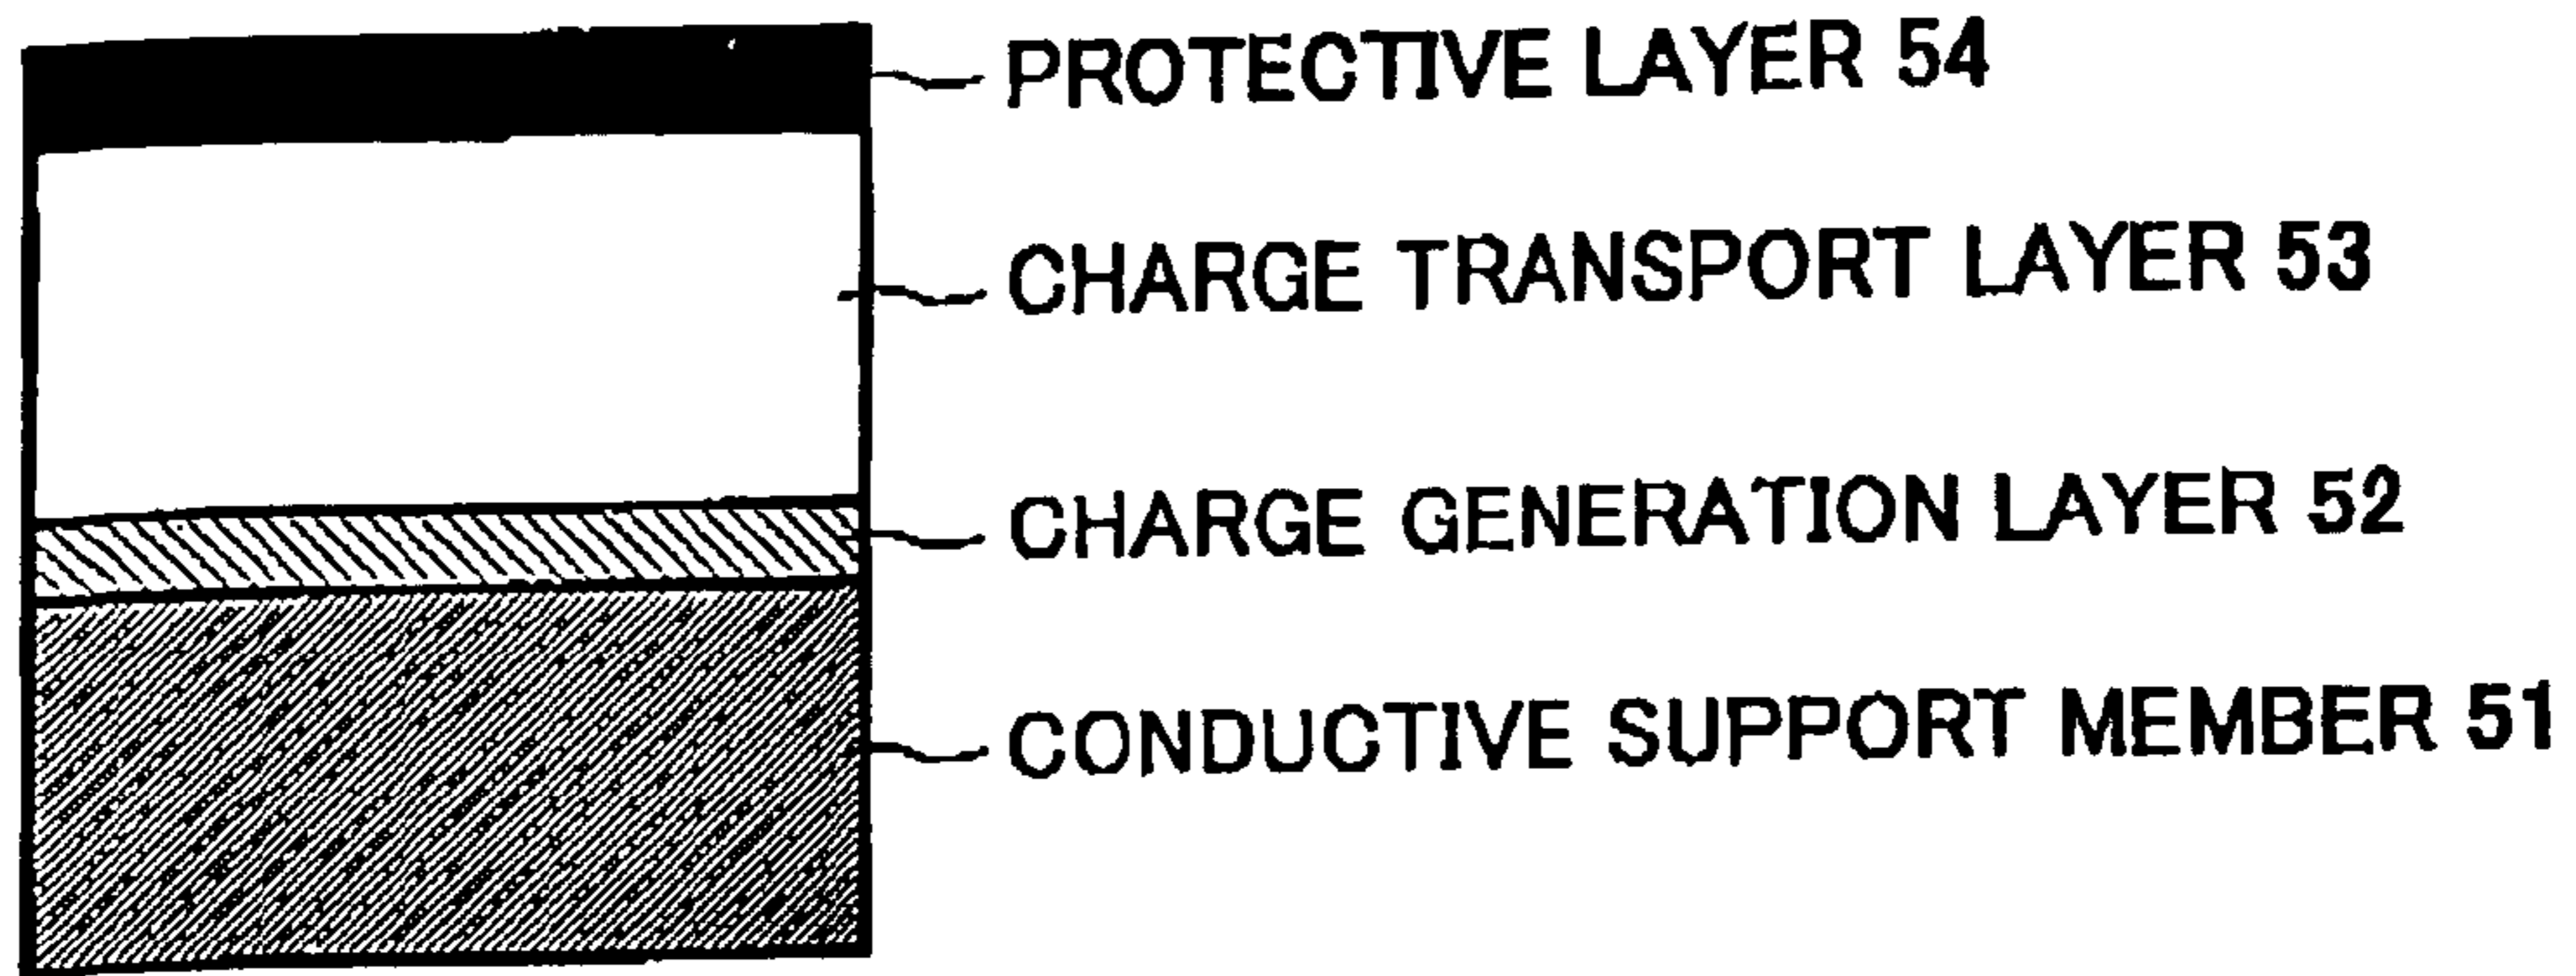 PROTECTIVE LAYER 54
CHARGE TRANSPORT LAYER 53
CHARGE GENERATION LAYER 52
CONDUCTIVE SUPPORT MEMBER 51